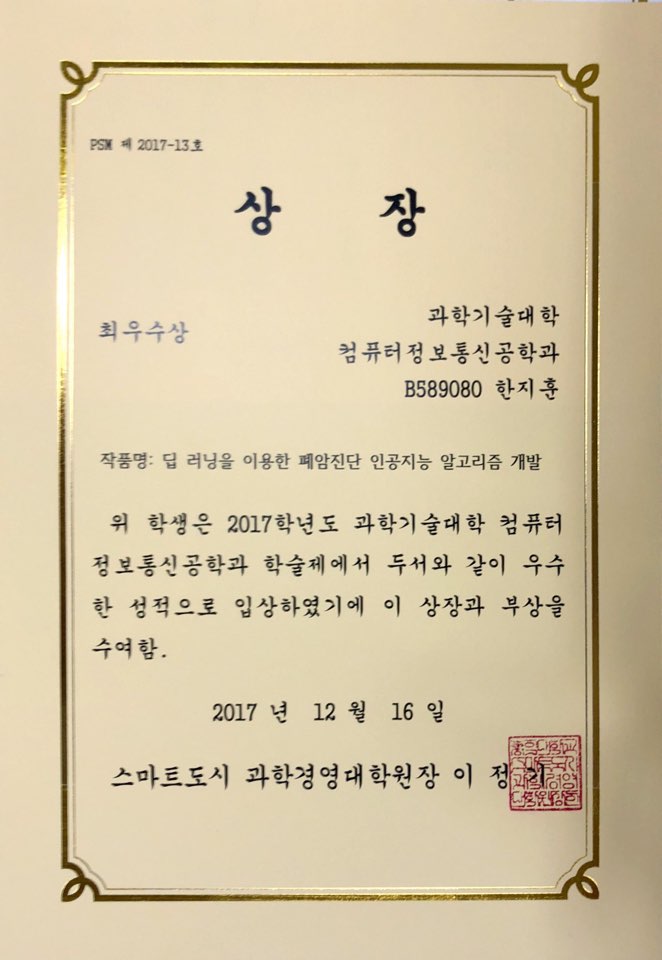 PSM 제 2017-13호
상 장
최우수상
과학기술대학
컴퓨터정보통신공학과
B589080 한지훈
작품명: 딥 러닝을 이용한 폐암진단 인공지능 알고리즘 개발
위 학생은 2017학년도 과학기술대학 컴퓨터
정보통신공학과 학술제에서 두서와 같이 우수
한 성적으로 입상하였기에 이 상장과 부상을
수여함.
2017 년 12 월 16 일
스마트도시 과학경영대학원장 이 정